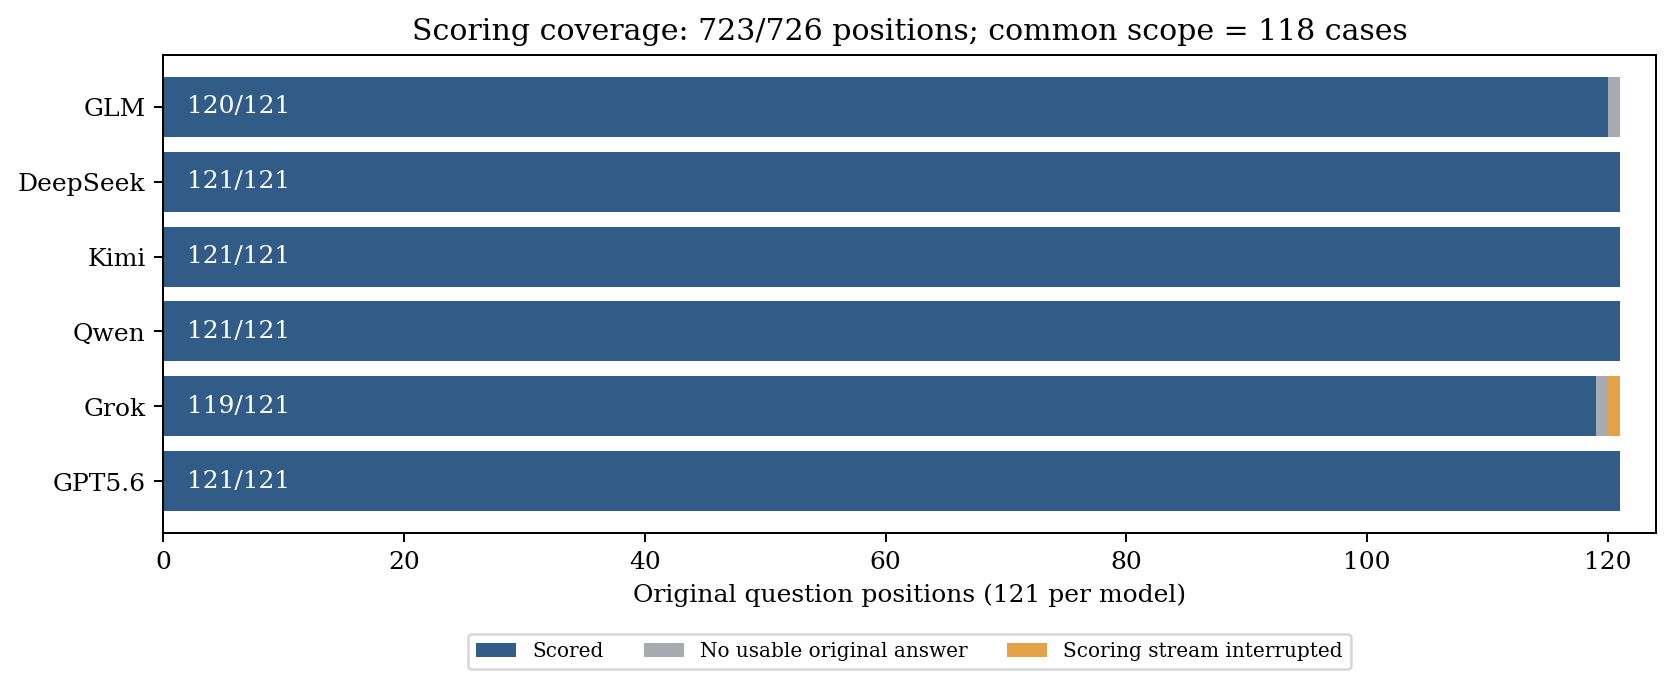 Scoring coverage: 723/726 positions; common scope = 118 cases
GLM 120/121
DeepSeek 121/121
Kimi 121/121
Qwen 121/121
Grok 119/121
GPT5.6 121/121
0 20 40 60 80 100 120
Original question positions (121 per model)
Scored No usable original answer Scoring stream interrupted